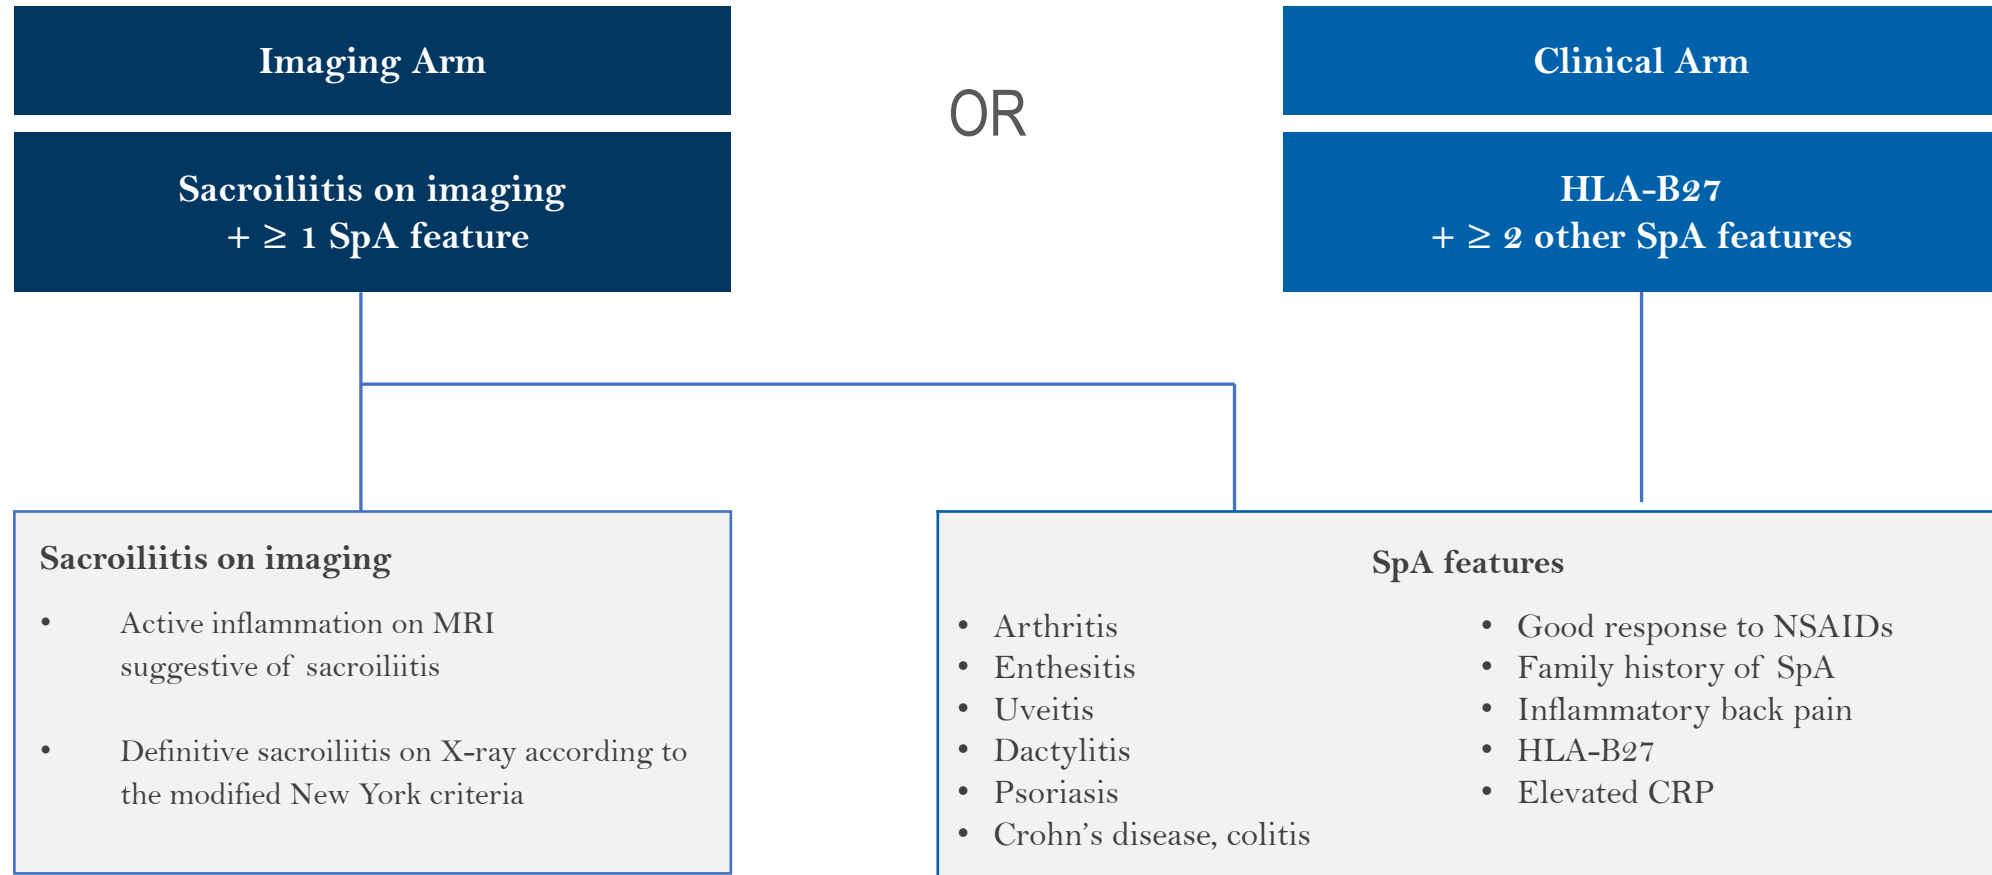 Imaging Arm
Sacroiliitis on imaging
+ ≥ 1 SpA feature
OR
Clinical Arm
HLA-B27
+ ≥ 2 other SpA features
Sacroiliitis on imaging
• Active inflammation on MRI
suggestive of sacroiliitis
• Definitive sacroiliitis on X-ray according to
the modified New York criteria
SpA features
• Arthritis
• Enthesitis
• Uveitis
• Dactylitis
• Psoriasis
• Crohn’s disease, colitis
• Good response to NSAIDs
• Family history of SpA
• Inflammatory back pain
• HLA-B27
• Elevated CRP